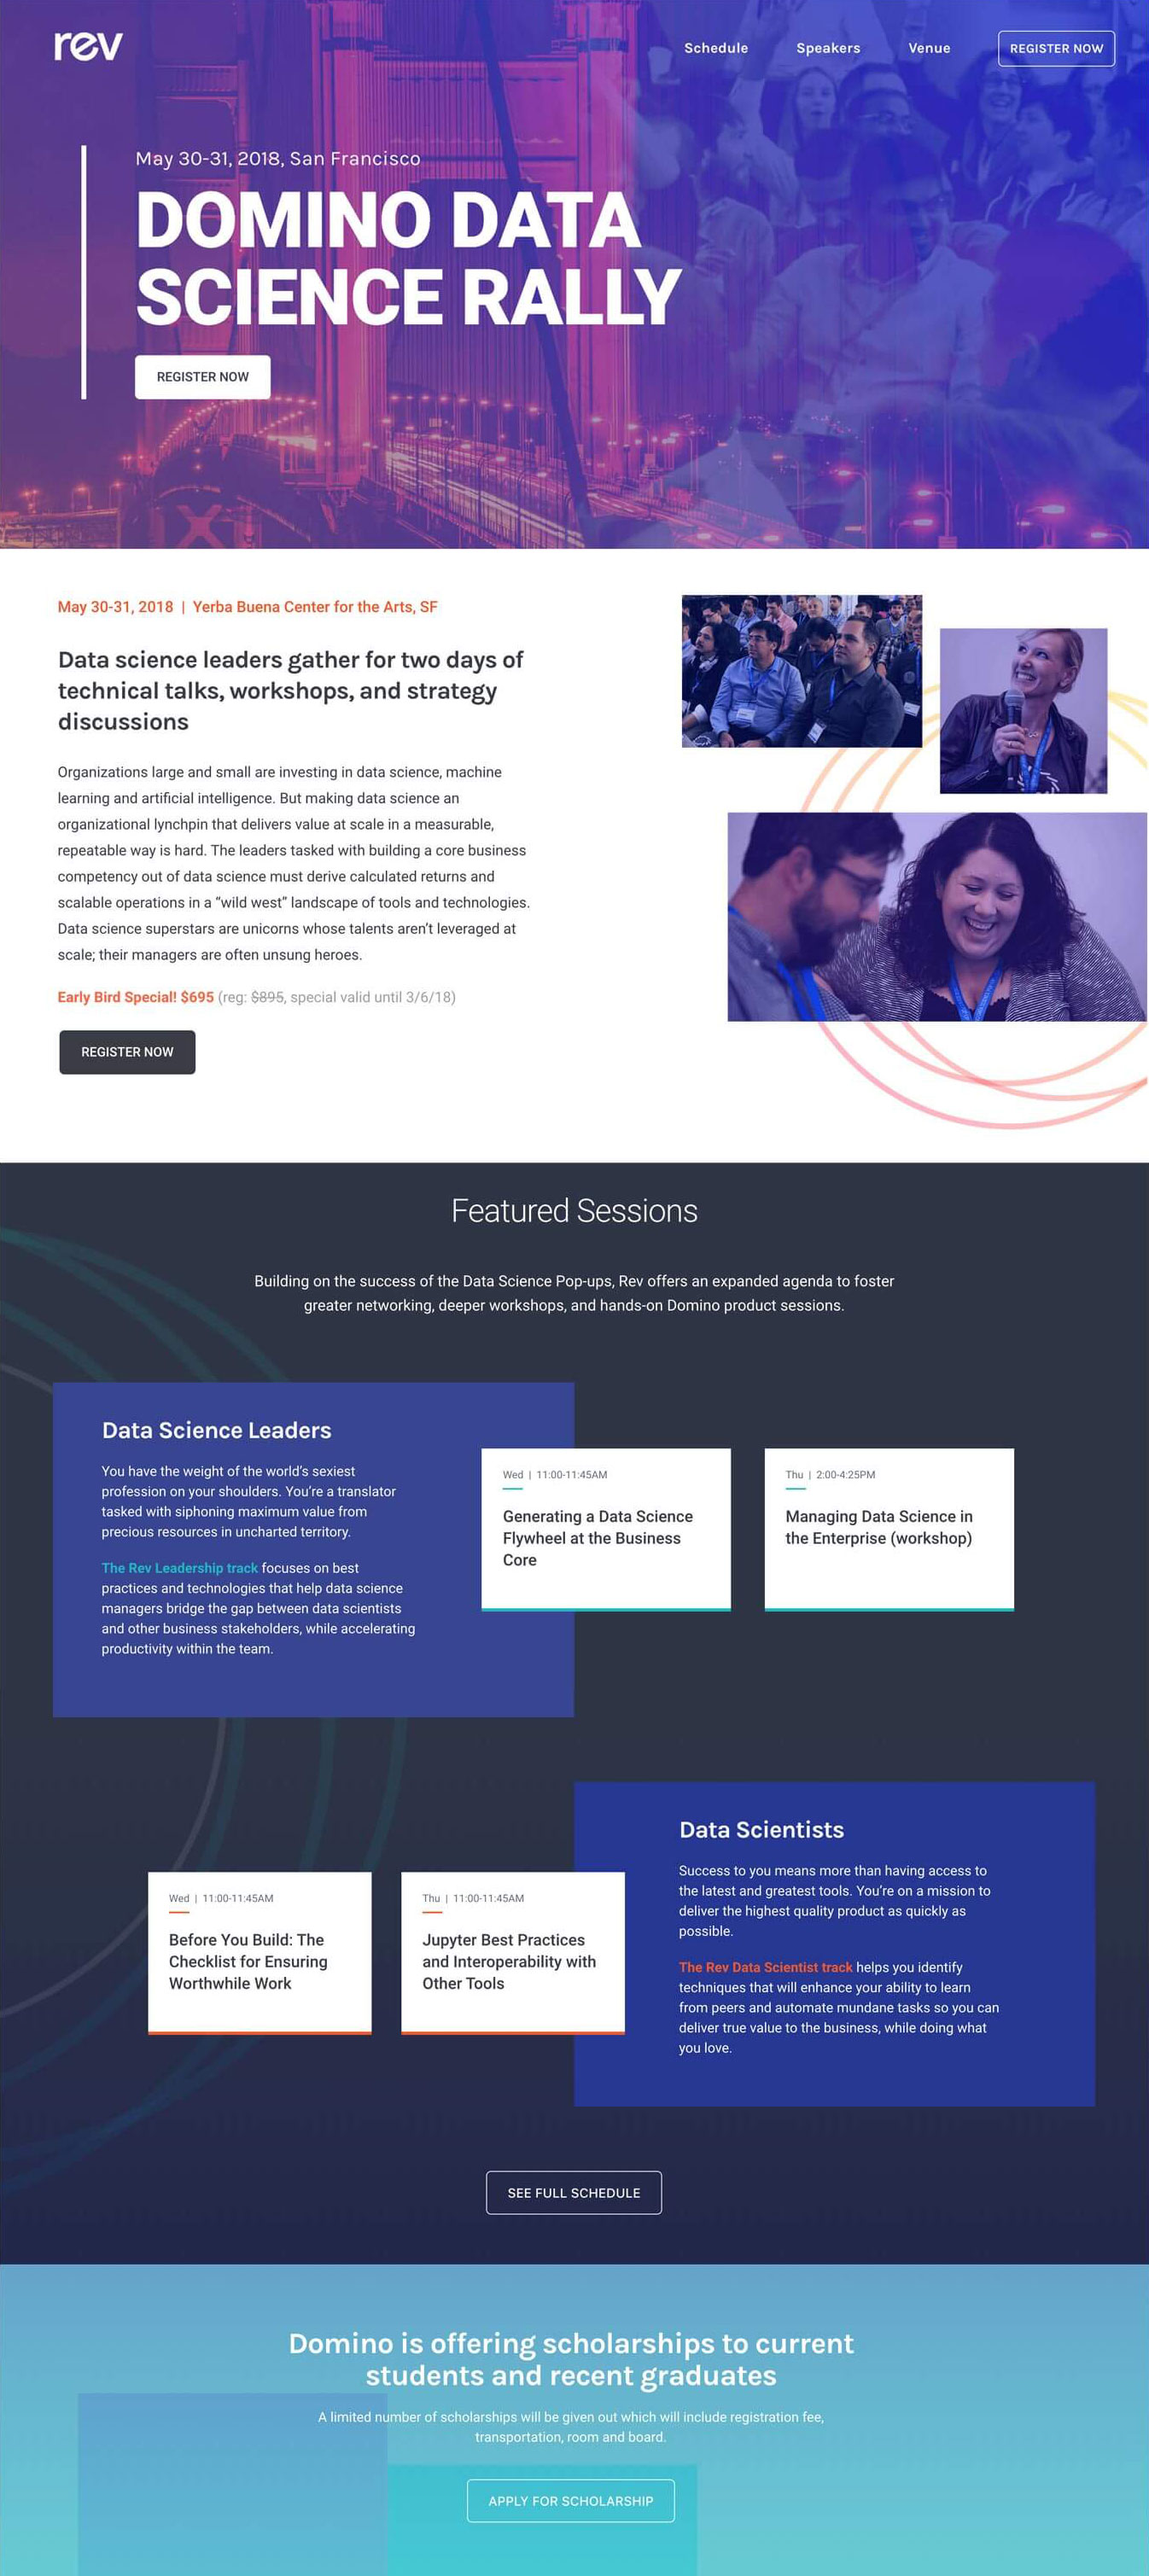 rev
Schedule
Speakers
Venue
REGISTER NOW
May 30-31, 2018, San Francisco
DOMINO DATA
SCIENCE RALLY
REGISTER NOW
May 30-31, 2018 | Yerba Buena Center for the Arts, SF
Data science leaders gather for two days of
technical talks, workshops, and strategy
discussions
Organizations large and small are investing in data science, machine
learning and artificial intelligence. But making data science an
organizational lynchpin that delivers value at scale in a measurable,
repeatable way is hard. The leaders tasked with building a core business
competency out of data science must derive calculated returns and
scalable operations in a “wild west” landscape of tools and technologies.
Data science superstars are unicorns whose talents aren’t leveraged at
scale; their managers are often unsung heroes.
Early Bird Special! $695 (reg: $895, special valid until 3/6/18)
REGISTER NOW
Featured Sessions
Building on the success of the Data Science Pop-ups, Rev offers an expanded agenda to foster
greater networking, deeper workshops, and hands-on Domino product sessions.
Data Science Leaders
You have the weight of the world’s sexiest
profession on your shoulders. You’re a translator
tasked with siphoning maximum value from
precious resources in uncharted territory.
The Rev Leadership track focuses on best
practices and technologies that help data science
managers bridge the gap between data scientists
and other business stakeholders, while accelerating
productivity within the team.
Wed | 11:00-11:45AM
Generating a Data Science
Flywheel at the Business
Core
Thu | 2:00-4:25PM
Managing Data Science in
the Enterprise (workshop)
Wed | 11:00-11:45AM
Before You Build: The
Checklist for Ensuring
Worthwhile Work
Thu | 11:00-11:45AM
Jupyter Best Practices
and Interoperability with
Other Tools
Data Scientists
Success to you means more than having access to
the latest and greatest tools. You’re on a mission to
deliver the highest quality product as quickly as
possible.
The Rev Data Scientist track helps you identify
techniques that will enhance your ability to learn
from peers and automate mundane tasks so you can
deliver true value to the business, while doing what
you love.
SEE FULL SCHEDULE
Domino is offering scholarships to current
students and recent graduates
A limited number of scholarships will be given out which will include registration fee,
transportation, room and board.
APPLY FOR SCHOLARSHIP